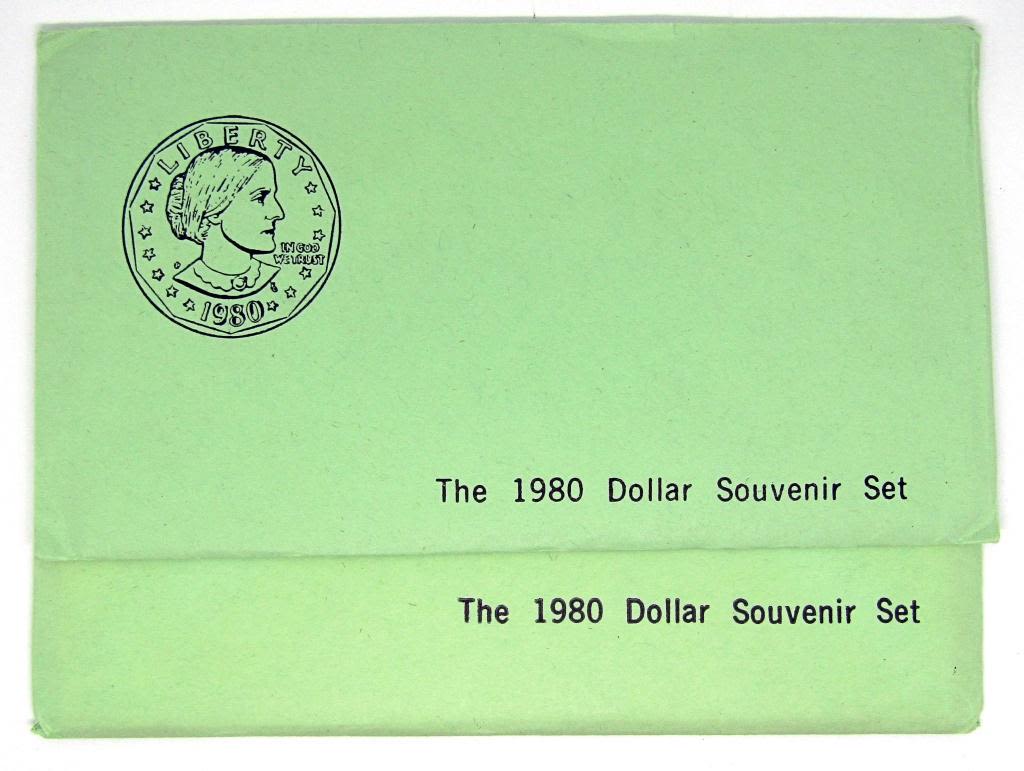 LIBERTY
IN GOD
WE TRUST
1980
The 1980 Dollar Souvenir Set
The 1980 Dollar Souvenir Set